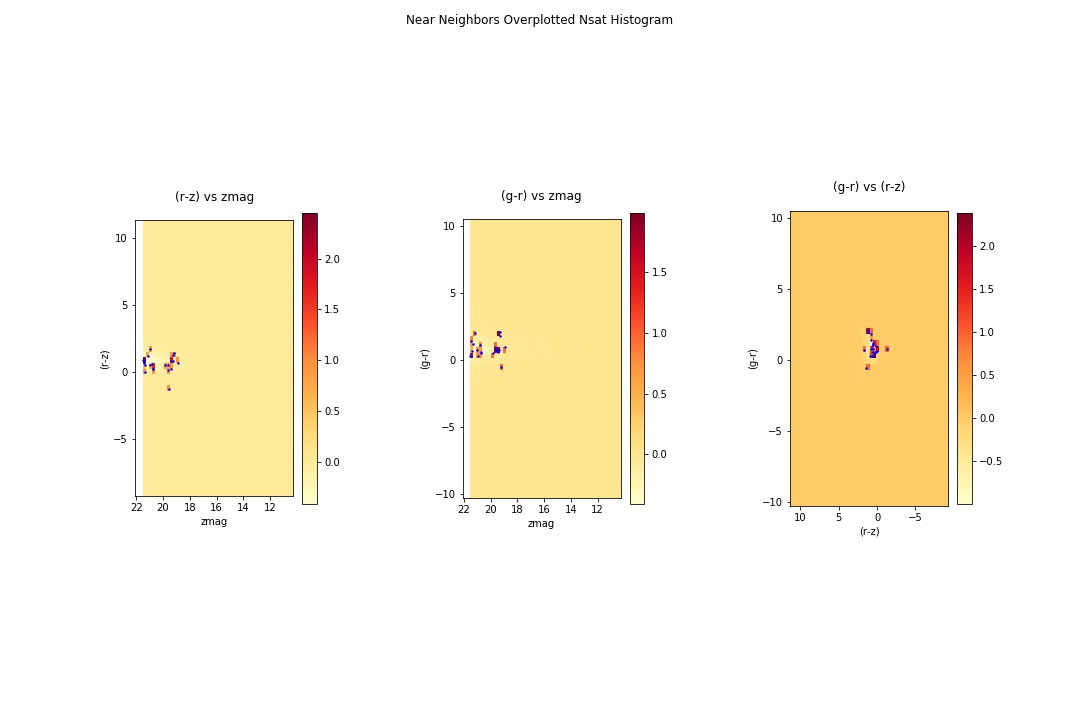 Near Neighbors Overplotted Nsat Histogram
(r-z) vs zmag
(r-z)
10
5
0
−5
22 20 18 16 14 12
zmag
2.0
1.5
1.0
0.5
0.0
(g-r) vs zmag
(g-r)
10
5
0
−5
−10
22 20 18 16 14 12
zmag
1.5
1.0
0.5
0.0
(g-r) vs (r-z)
(g-r)
10
5
0
−5
−10
10 5 0 −5
(r-z)
2.0
1.5
1.0
0.5
0.0
−0.5